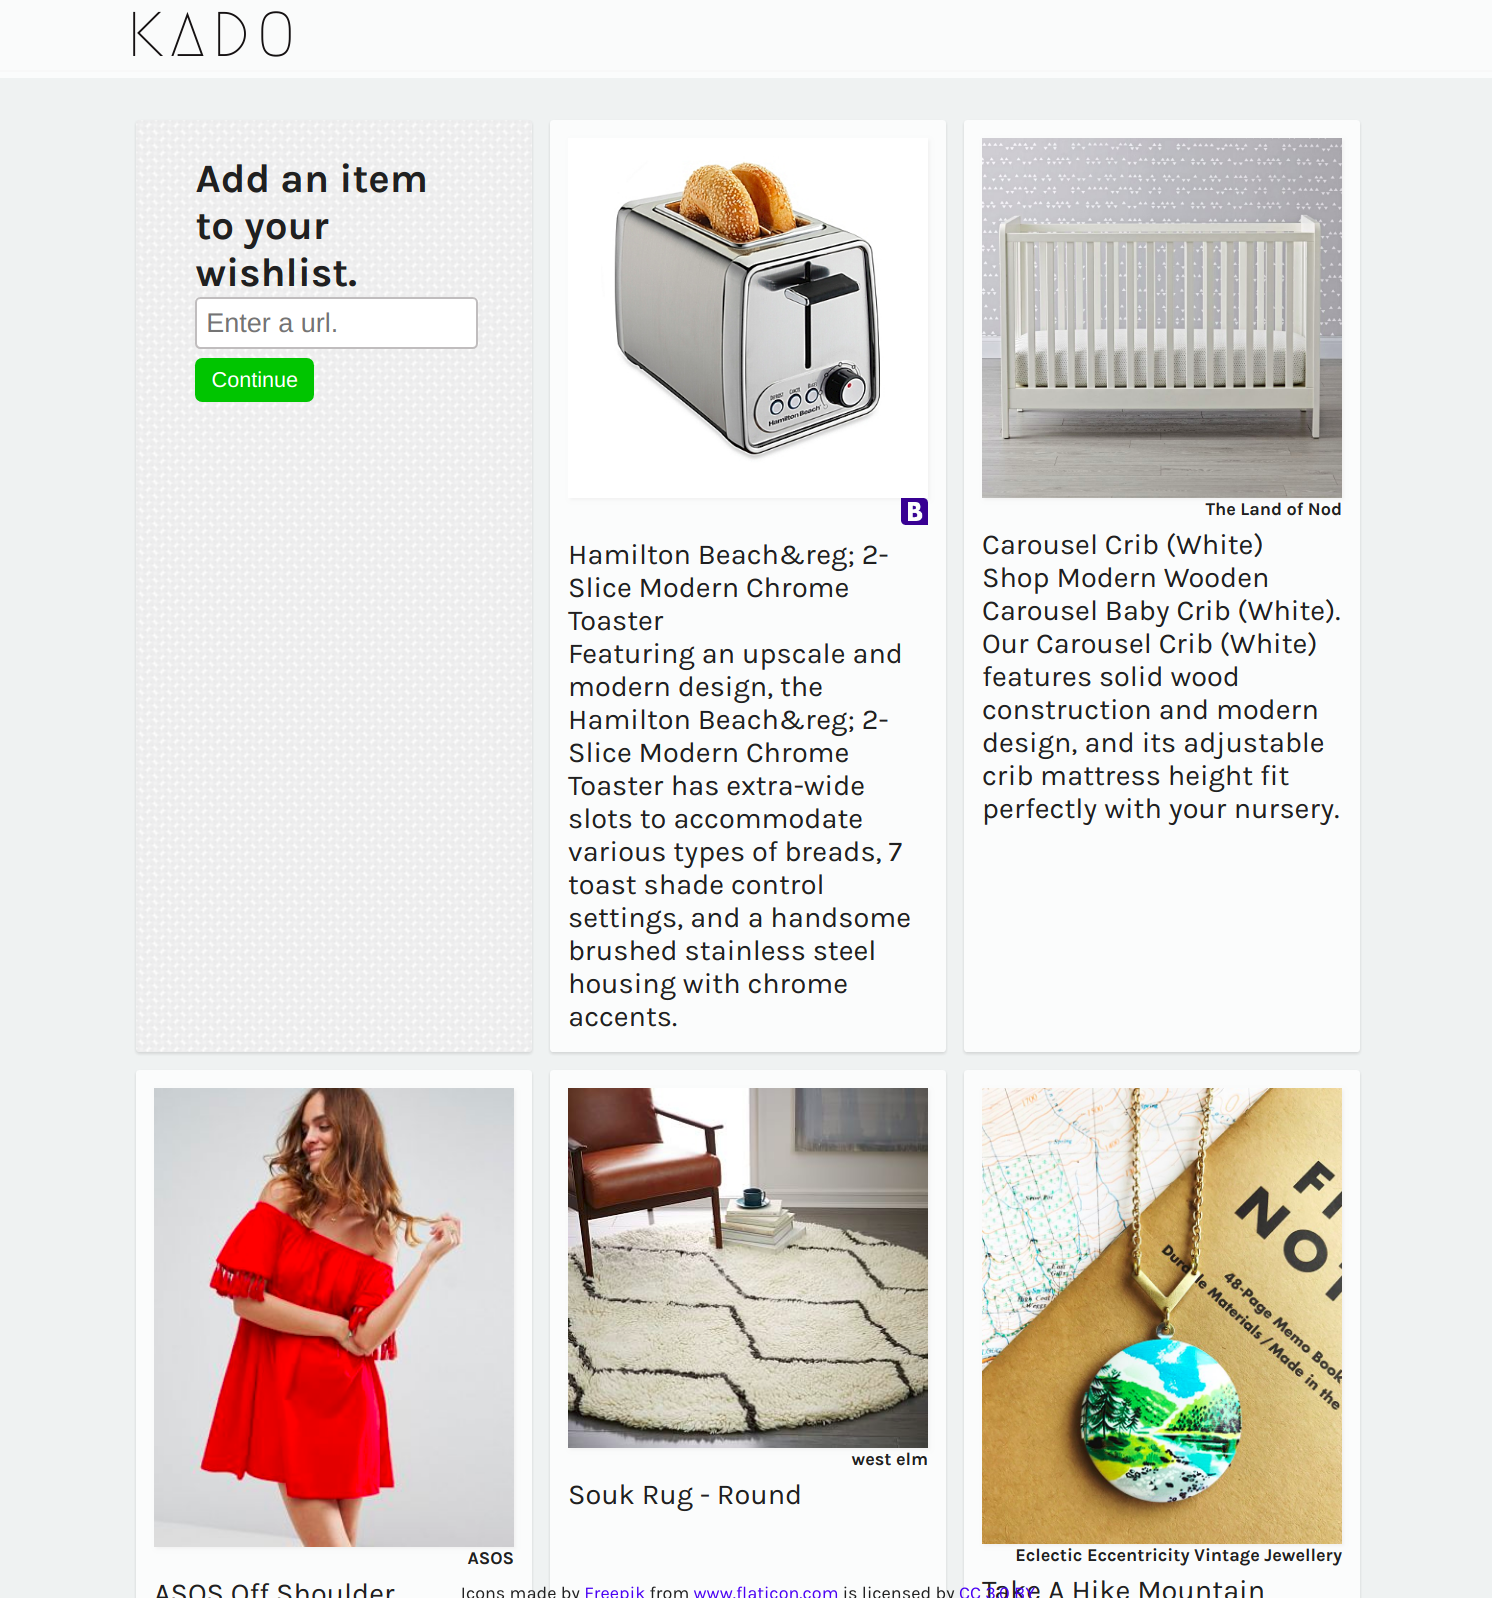 KADO
Add an item
to your
wishlist.
Enter a url.
Continue
Hamilton Beach
B
Hamilton Beach&reg; 2-
Slice Modern Chrome
Toaster
Featuring an upscale and
modern design, the
Hamilton Beach&reg; 2-
Slice Modern Chrome
Toaster has extra-wide
slots to accommodate
various types of breads, 7
toast shade control
settings, and a handsome
brushed stainless steel
housing with chrome
accents.
The Land of Nod
Carousel Crib (White)
Shop Modern Wooden
Carousel Baby Crib (White).
Our Carousel Crib (White)
features solid wood
construction and modern
design, and its adjustable
crib mattress height fit
perfectly with your nursery.
ASOS
ASOS Off Shoulder
west elm
Souk Rug - Round
48-Page Memo Book
Materials / Made in the
Eclectic Eccentricity Vintage Jewellery
Take A Hike Mountain
Icons made by Freepik from www.flaticon.com is licensed by CC 3.0 BY